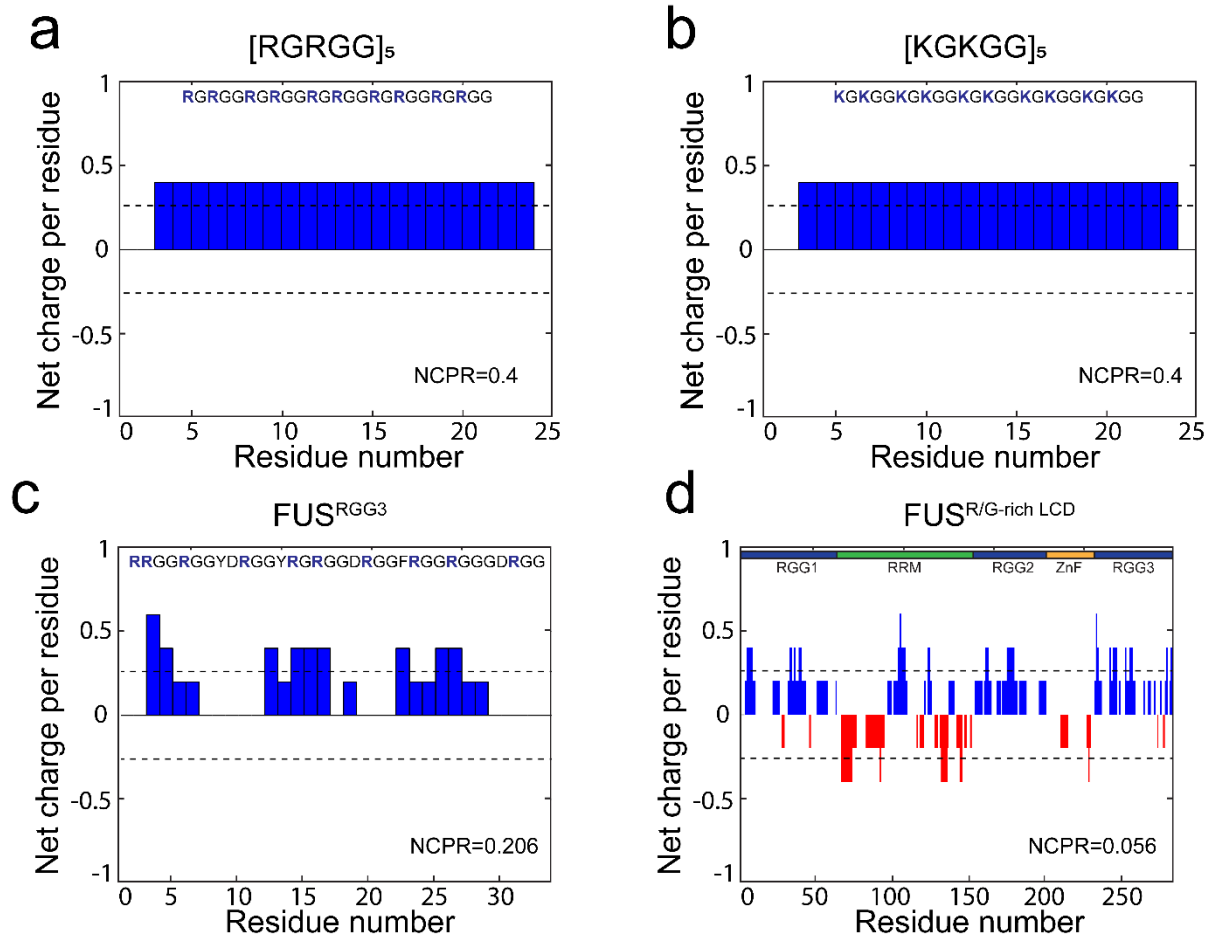 a
[RGRGG]₅
RGRGGRGRGGRGRGGRGRGGRGRGG
Net charge per residue
1
0.5
0
-0.5
-1
NCPR=0.4
0 5 10 15 20 25
Residue number
b
[KGKGG]₅
KGKGGKGKGGKGKGGKGKGGKGKGG
Net charge per residue
1
0.5
0
-0.5
-1
NCPR=0.4
0 5 10 15 20 25
Residue number
c
FUS^RGG3
RRGGRGGYDRGGYRGRGGDRGGFRGGRGGGDRGG
Net charge per residue
1
0.5
0
-0.5
-1
NCPR=0.206
0 5 10 15 20 25 30
Residue number
d
FUS^R/G-rich LCD
RGG1 RRM RGG2 ZnF RGG3
Net charge per residue
1
0.5
0
-0.5
-1
NCPR=0.056
0 50 100 150 200 250
Residue number